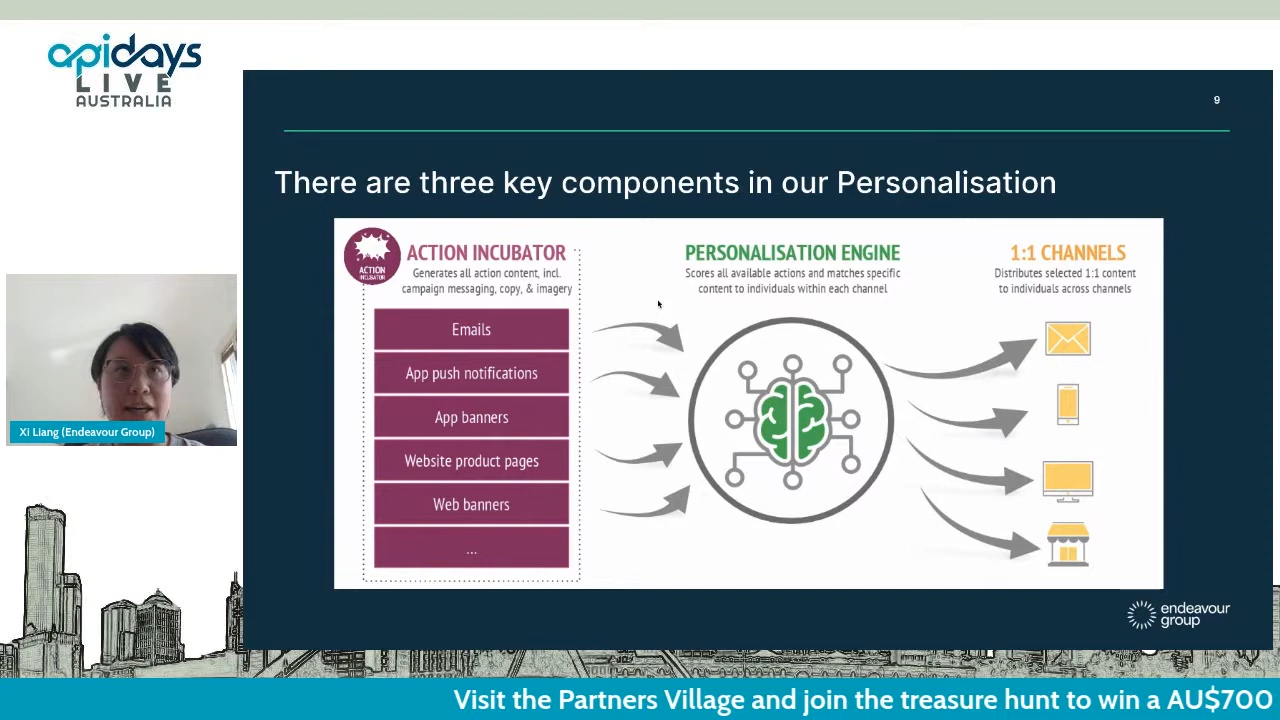 apidays
LIVE
AUSTRALIA
9
There are three key components in our Personalisation
ACTION
INCUBATOR
ACTION INCUBATOR
Generates all action content, incl.
campaign messaging, copy, & imagery
Emails
App push notifications
App banners
Website product pages
Web banners
...
PERSONALISATION ENGINE
Scores all available actions and matches specific
content to individuals within each channel
1:1 CHANNELS
Distributes selected 1:1 content
to individuals across channels
Xi Liang (Endeavour Group)
endeavour
group
Visit the Partners Village and join the treasure hunt to win a AU$700